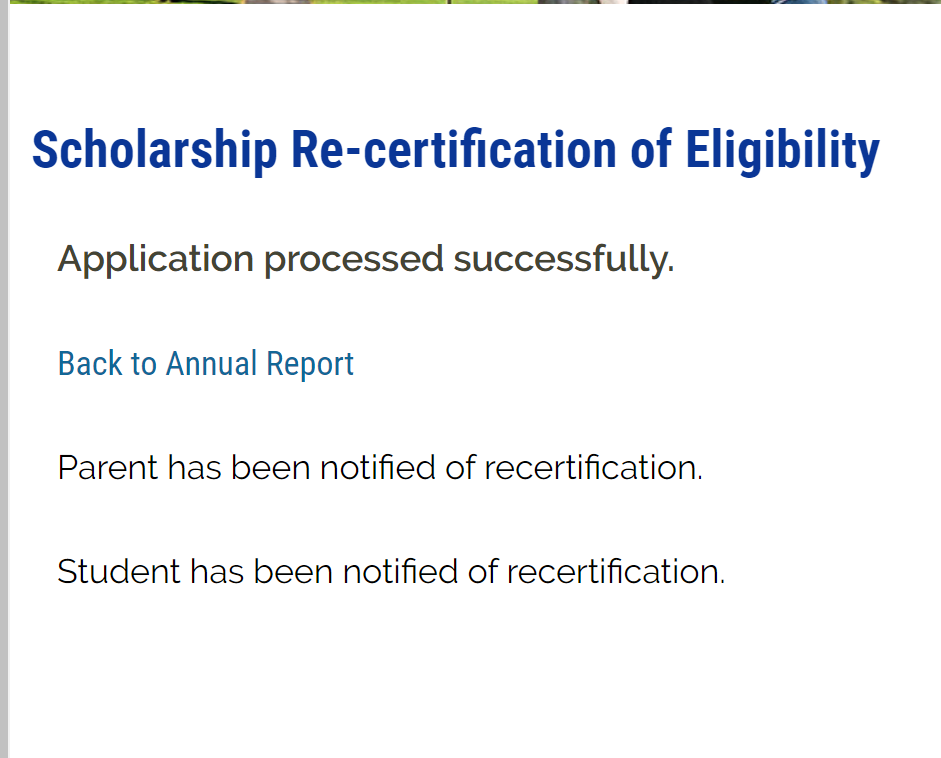 Scholarship Re-certification of Eligibility
Application processed successfully.
Back to Annual Report
Parent has been notified of recertification.
Student has been notified of recertification.